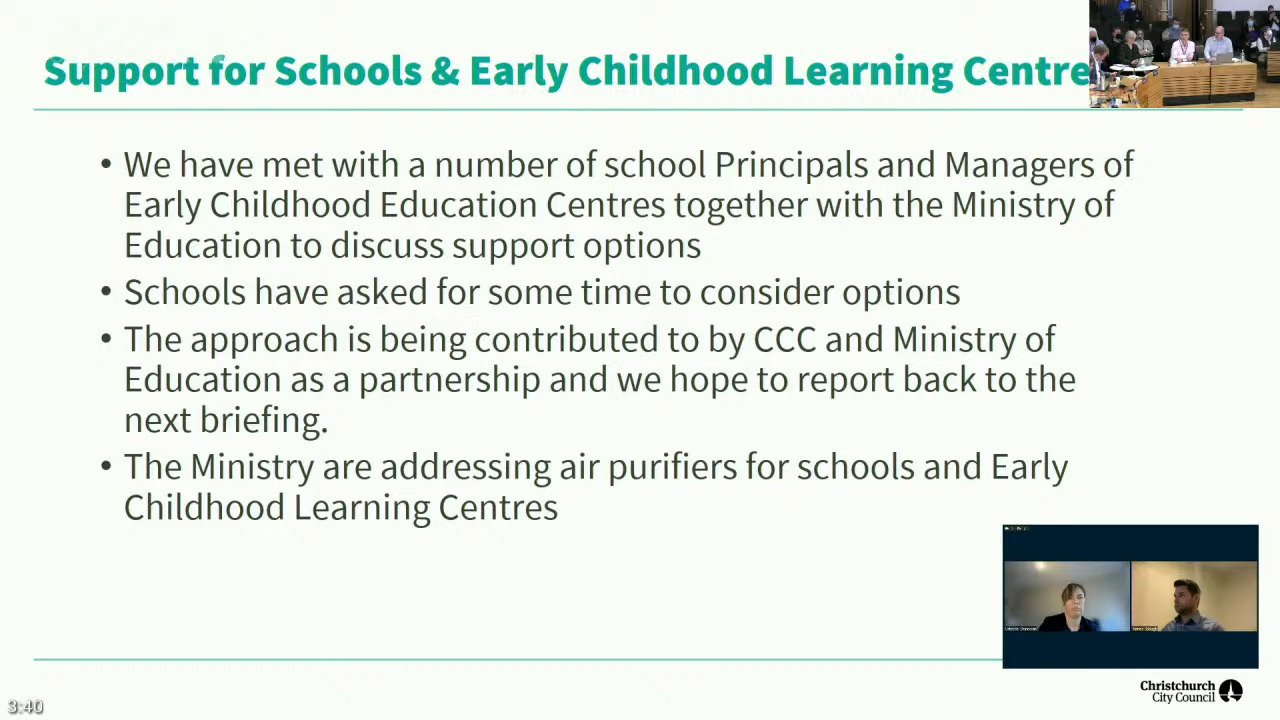 Support for Schools & Early Childhood Learning Centre
• We have met with a number of school Principals and Managers of
Early Childhood Education Centres together with the Ministry of
Education to discuss support options
• Schools have asked for some time to consider options
• The approach is being contributed to by CCC and Ministry of
Education as a partnership and we hope to report back to the
next briefing.
• The Ministry are addressing air purifiers for schools and Early
Childhood Learning Centres
Christchurch
City Council
3:40